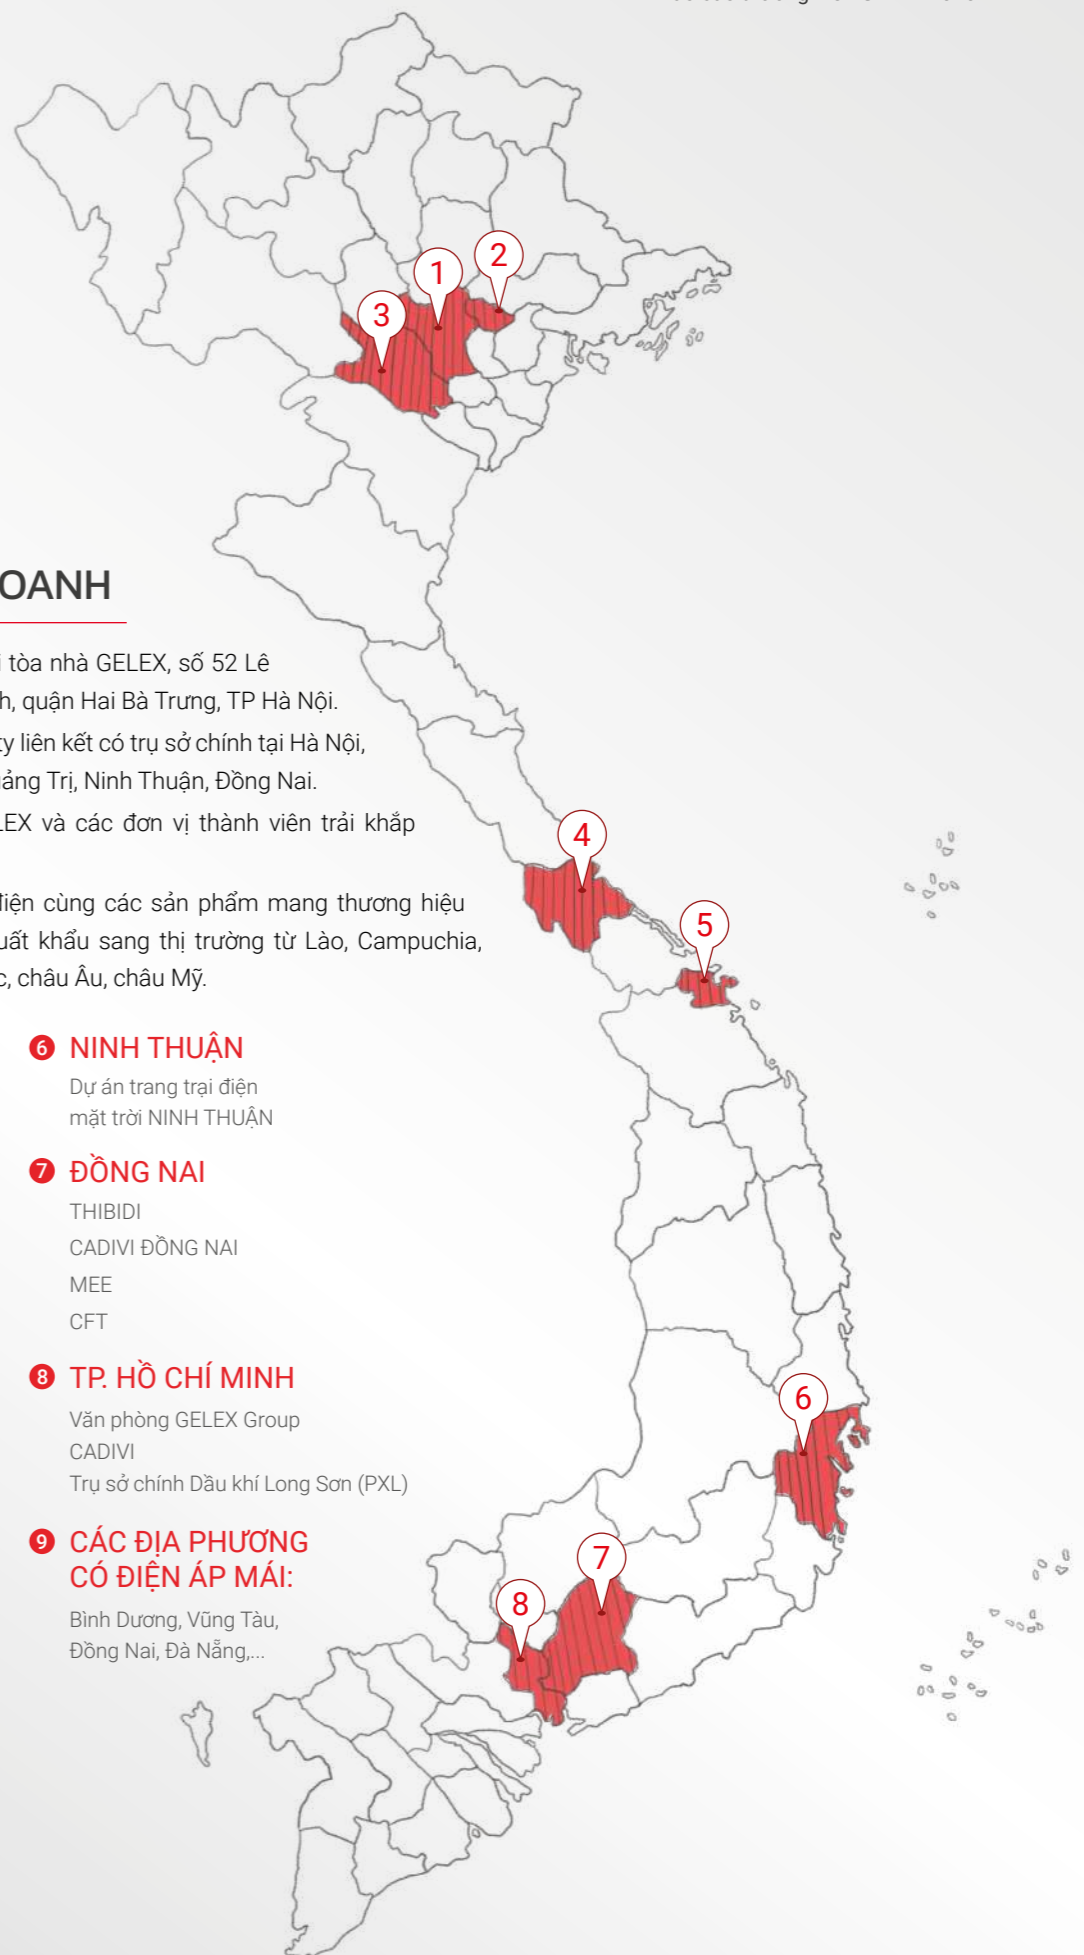 OANH
tòa nhà GELEX, số 52 Lê
h, quận Hai Bà Trưng, TP Hà Nội.
ty liên kết có trụ sở chính tại Hà Nội,
ảng Trị, Ninh Thuận, Đồng Nai.
LEX và các đơn vị thành viên trải khắp
điện cùng các sản phẩm mang thương hiệu
uất khẩu sang thị trường từ Lào, Campuchia,
c, châu Âu, châu Mỹ.
6 NINH THUẬN
Dự án trang trại điện
mặt trời NINH THUẬN
7 ĐỒNG NAI
THIBIDI
CADIVI ĐỒNG NAI
MEE
CFT
8 TP. HỒ CHÍ MINH
Văn phòng GELEX Group
CADIVI
Trụ sở chính Dầu khí Long Sơn (PXL)
9 CÁC ĐỊA PHƯƠNG
CÓ ĐIỆN ÁP MÁI:
Bình Dương, Vũng Tàu,
Đồng Nai, Đà Nẵng,...
1
2
3
4
5
6
7
8